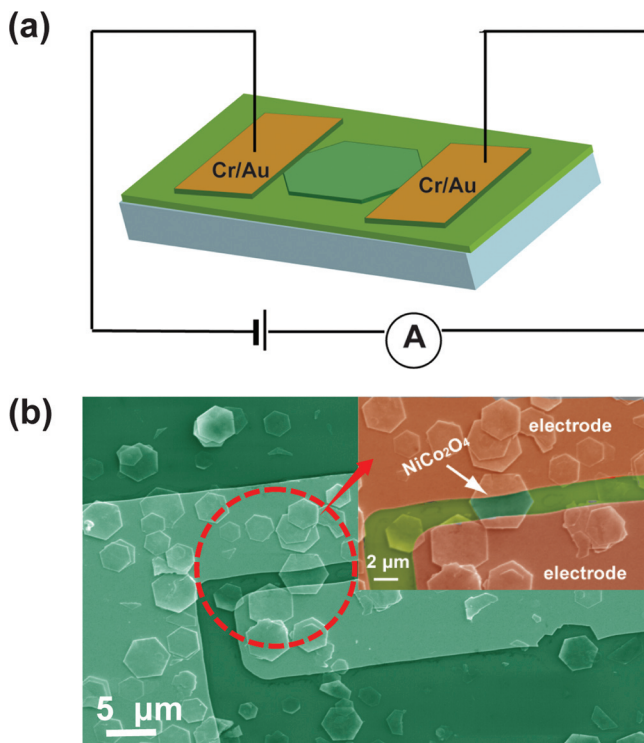 (a)
Cr/Au
Cr/Au
A
(b)
electrode
NiCo₂O₄
2 μm
electrode
5 μm